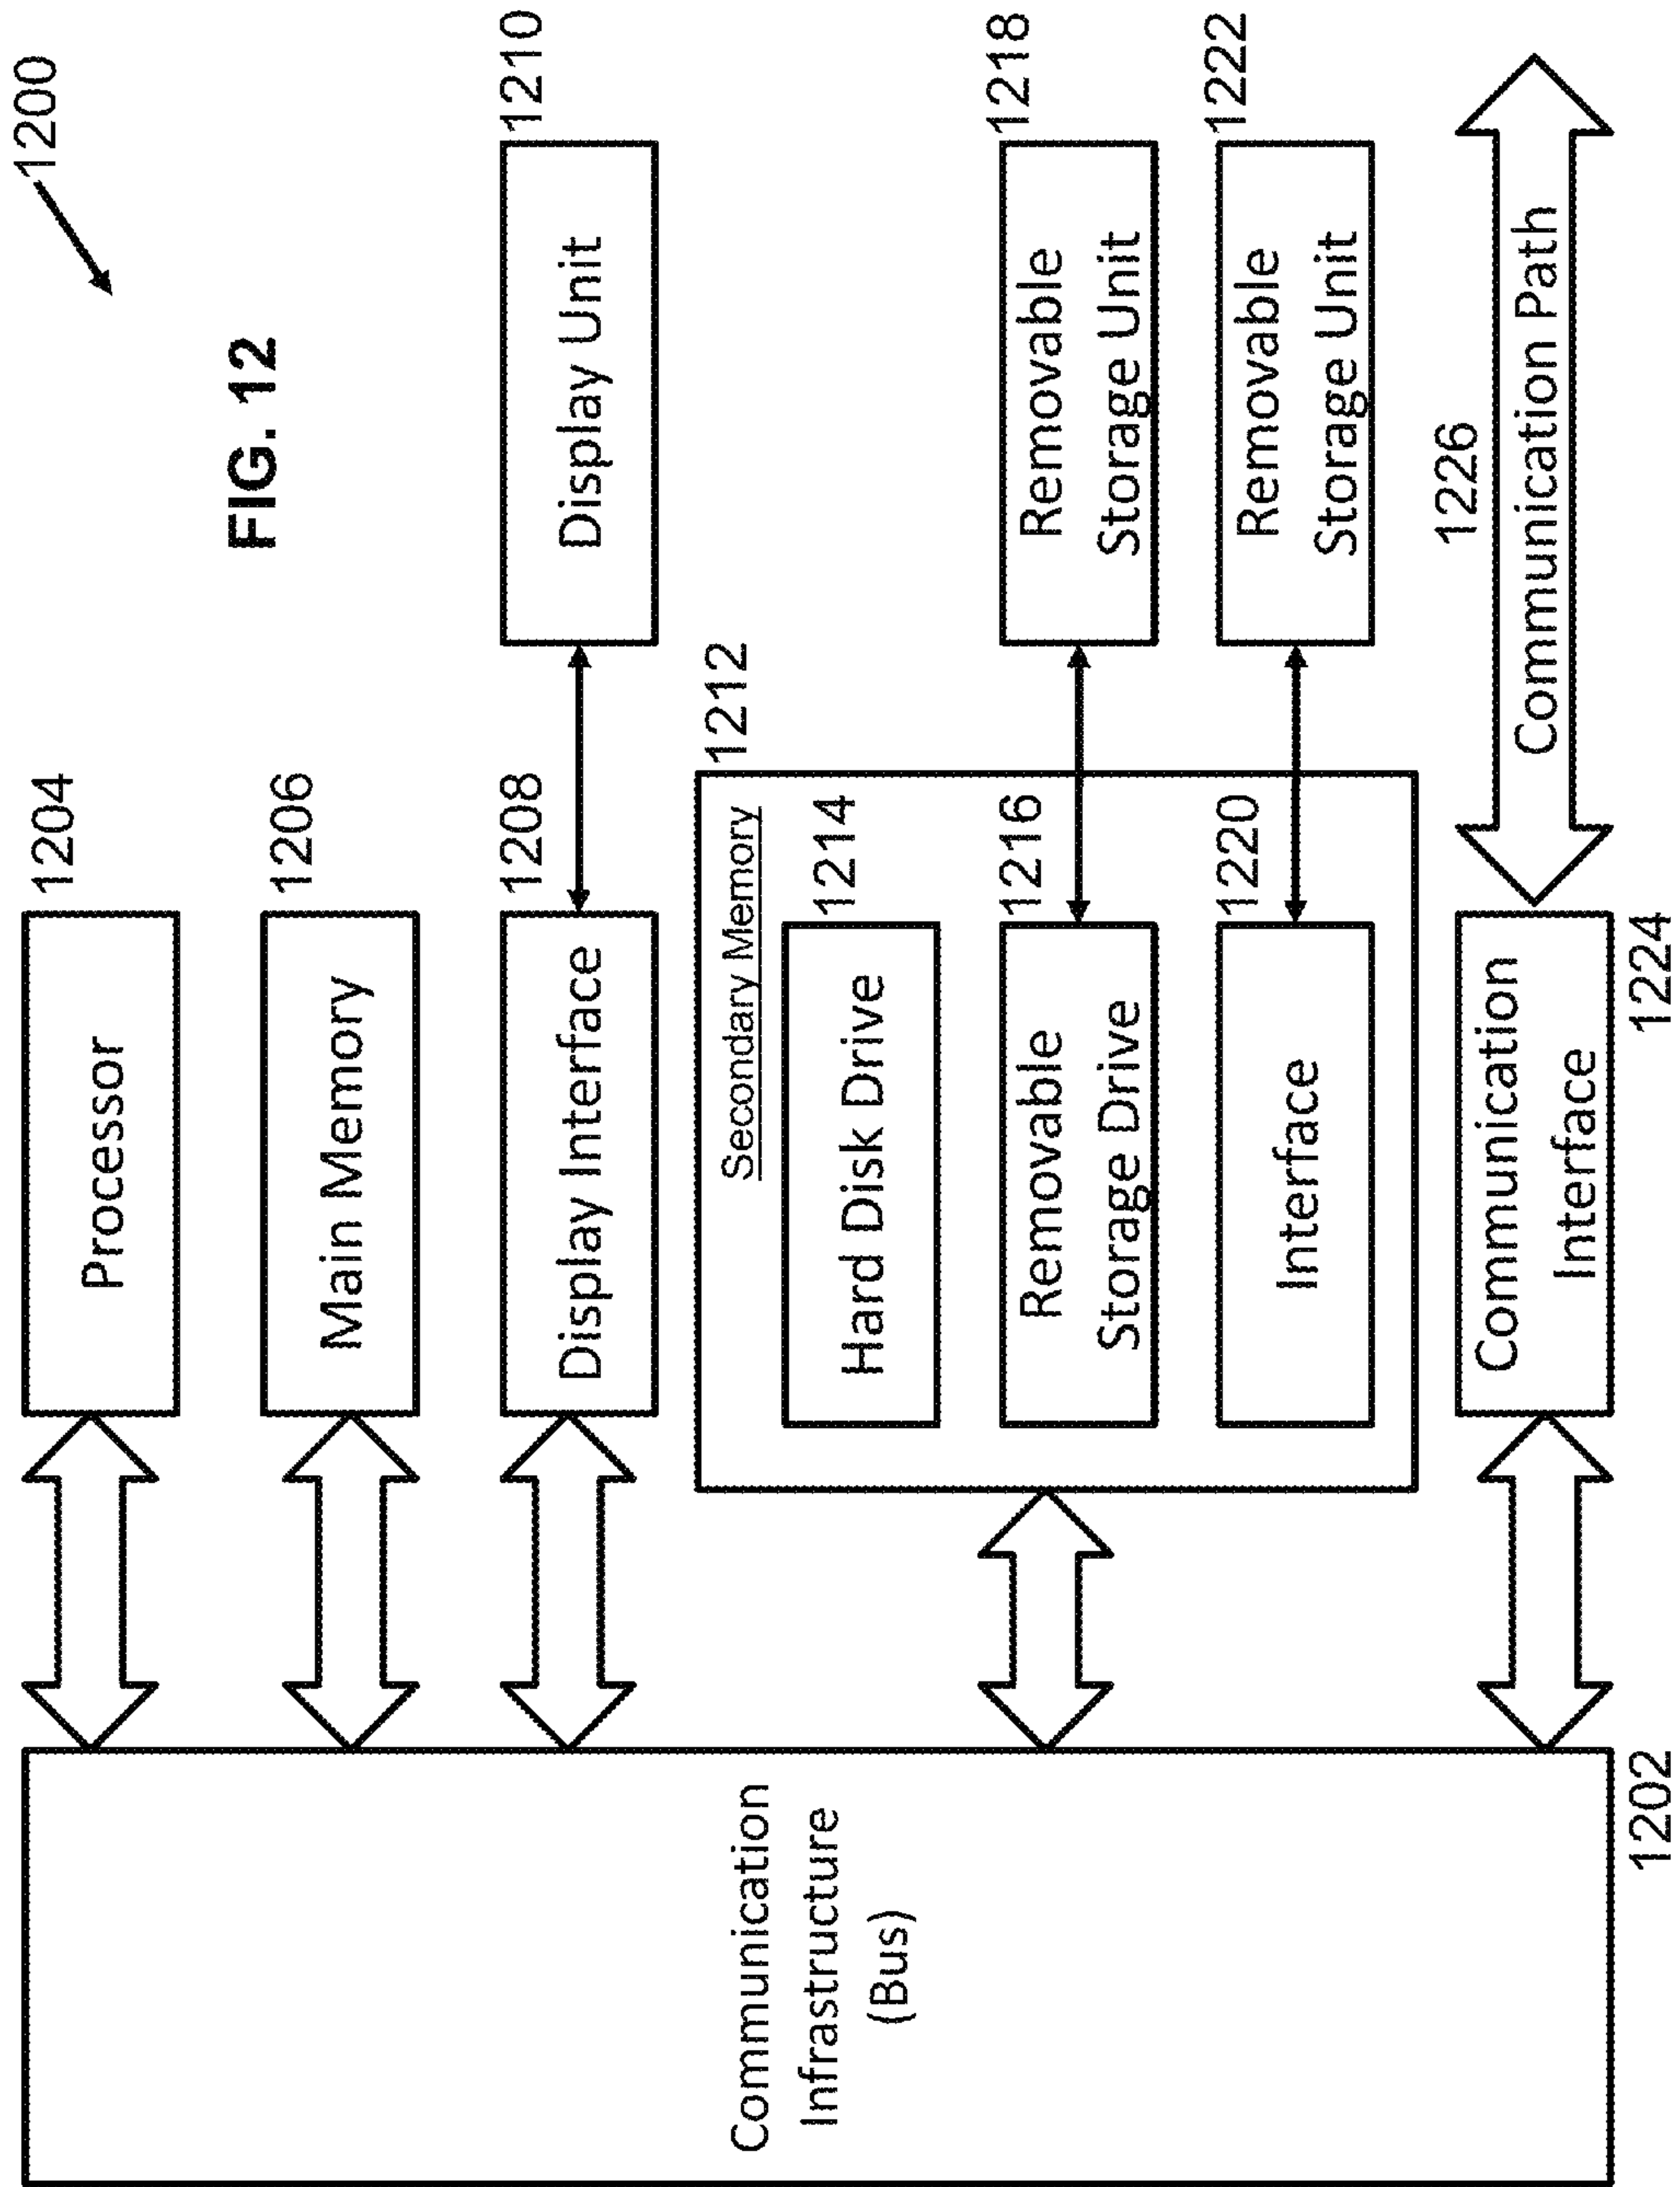 1200
FIG. 12
1204
Processor
1206
Main Memory
1208
Display Interface
1210
Display Unit
1212
Secondary Memory
1214
Hard Disk Drive
1216
Removable
Storage Drive
1218
Removable
Storage Unit
1220
Interface
1222
Removable
Storage Unit
1226
Communication Path
Communication
Interface
1224
Communication
Infrastructure
(Bus)
1202